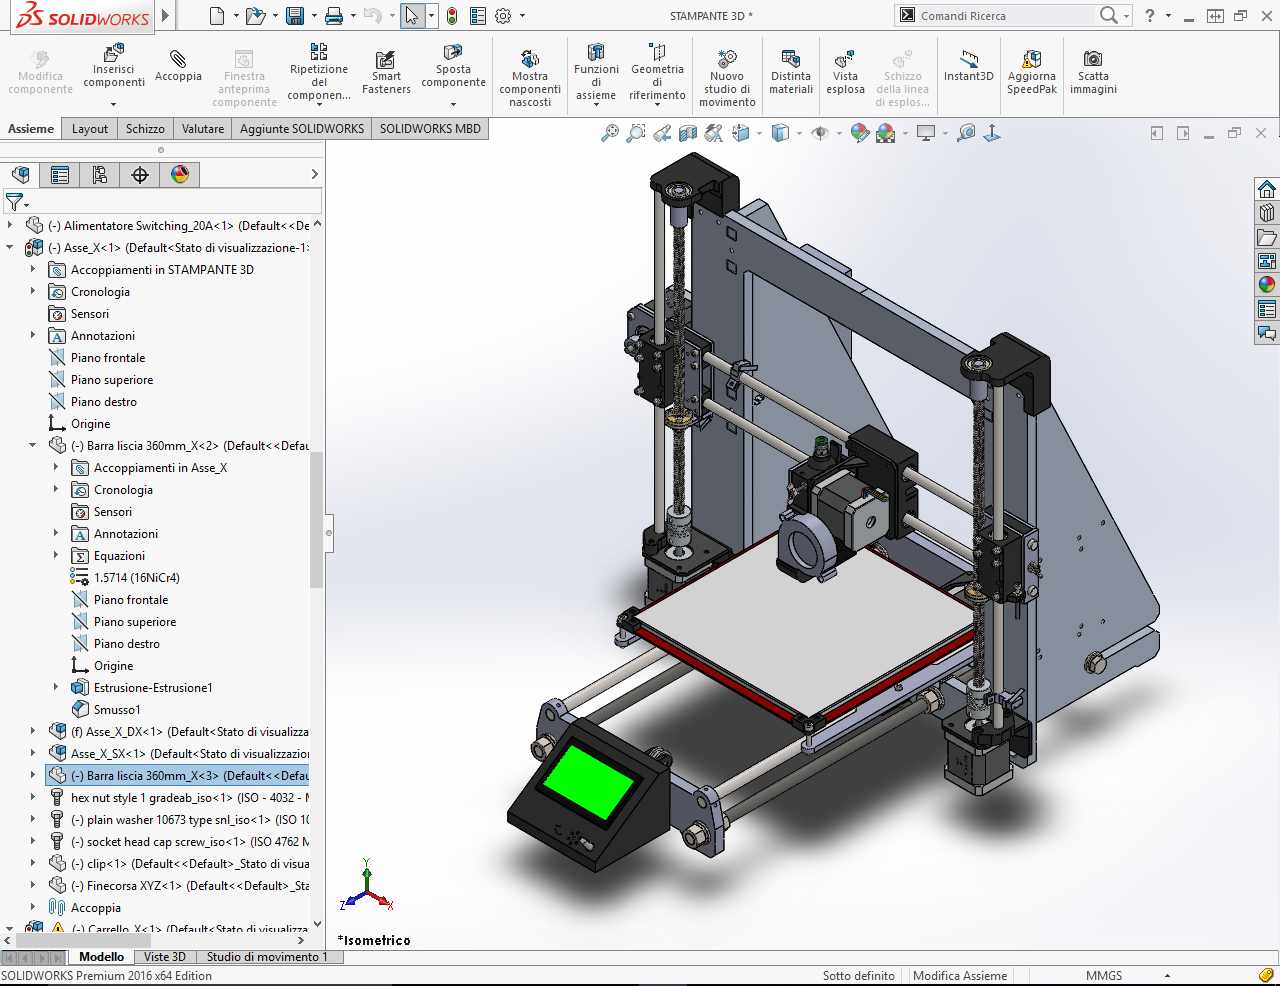 SOLIDWORKS
STAMPANTE 3D *
Comandi Ricerca
Modifica componente
Inserisci componenti
Accoppia
Finestra anteprima componente
Ripetizione del componen...
Smart Fasteners
Sposta componente
Mostra componenti nascosti
Funzioni di assieme
Geometria di riferimento
Nuovo studio di movimento
Distinta materiali
Vista esplosa
Schizzo della linea di esplos...
Instant3D
Aggiorna SpeedPak
Scatta immagini
Assieme Layout Schizzo Valutare Aggiunte SOLIDWORKS SOLIDWORKS MBD
(-) Alimentatore Switching_20A<1> (Default<<De
(-) Asse_X<1> (Default<Stato di visualizzazione-1>
Accoppiamenti in STAMPANTE 3D
Cronologia
Sensori
Annotazioni
Piano frontale
Piano superiore
Piano destro
Origine
(-) Barra liscia 360mm_X<2> (Default<<Defau
Accoppiamenti in Asse_X
Cronologia
Sensori
Annotazioni
Equazioni
1.5714 (16NiCr4)
Piano frontale
Piano superiore
Piano destro
Origine
Estrusione-Estrusione1
Smusso1
(f) Asse_X_DX<1> (Default<Stato di visualizza
Asse_X_SX<1> (Default<Stato di visualizzazio
(-) Barra liscia 360mm_X<3> (Default<<Defau
hex nut style 1 gradeab_iso<1> (ISO - 4032 - M
(-) plain washer 10673 type snl_iso<1> (ISO 10
(-) socket head cap screw_iso<1> (ISO 4762 M
(-) clip<1> (Default<<Default>_Stato di visua
(-) Finecorsa XYZ<1> (Default<<Default>_Sta
Accoppia
(-) Carrello_X<1> (Default<Stato di visualizza
Y
Z X
*Isometrico
Modello Viste 3D Studio di movimento 1
SOLIDWORKS Premium 2016 x64 Edition
Sotto definito Modifica Assieme MMGS